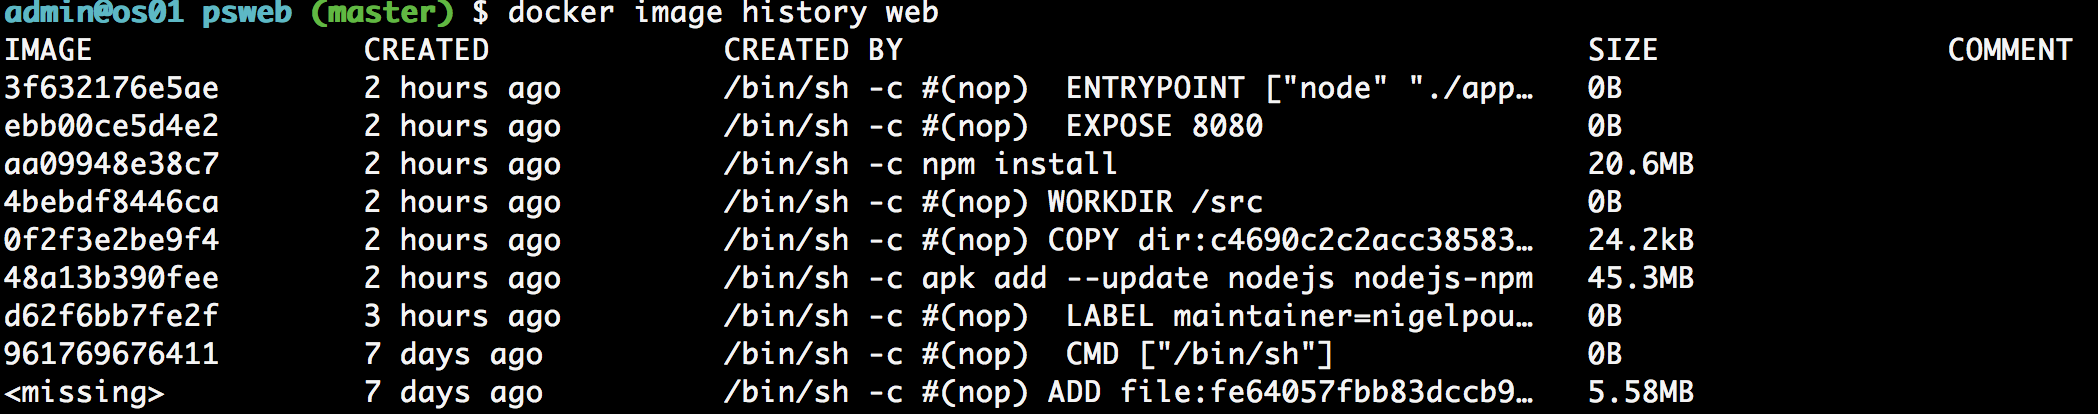 admin@os01 psweb (master) $ docker image history web
IMAGE CREATED CREATED BY SIZE COMMENT
3f632176e5ae 2 hours ago /bin/sh -c #(nop)  ENTRYPOINT ["node" "./app… 0B
ebb00ce5d4e2 2 hours ago /bin/sh -c #(nop)  EXPOSE 8080 0B
aa09948e38c7 2 hours ago /bin/sh -c npm install 20.6MB
4bebdf8446ca 2 hours ago /bin/sh -c #(nop) WORKDIR /src 0B
0f2f3e2be9f4 2 hours ago /bin/sh -c #(nop) COPY dir:c4690c2c2acc38583… 24.2kB
48a13b390fee 2 hours ago /bin/sh -c apk add --update nodejs nodejs-npm 45.3MB
d62f6bb7fe2f 3 hours ago /bin/sh -c #(nop)  LABEL maintainer=nigelpou… 0B
961769676411 7 days ago /bin/sh -c #(nop)  CMD ["/bin/sh"] 0B
<missing> 7 days ago /bin/sh -c #(nop) ADD file:fe64057fbb83dccb9… 5.58MB